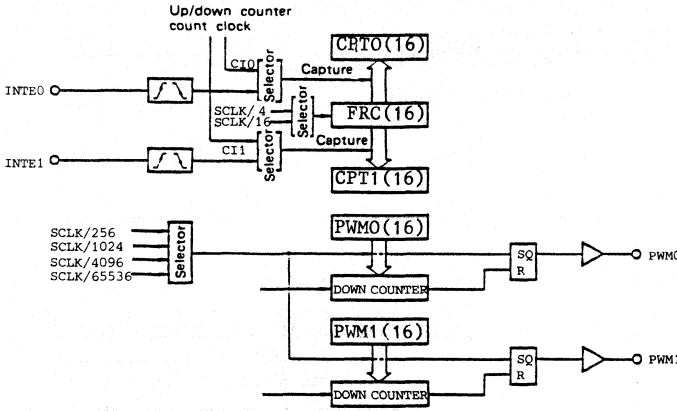 Up/down counter
count clock
CPT0(16)
CI0
Selector
Capture
INTE0
SCLK/4
SCLK/16
Selector
FRC(16)
Capture
INTE1
CI1
Selector
CPT1(16)
PWM0(16)
SCLK/256
SCLK/1024
SCLK/4096
SCLK/65536
Selector
SQ
R
PWM0
DOWN COUNTER
PWM1(16)
SQ
R
PWM1
DOWN COUNTER